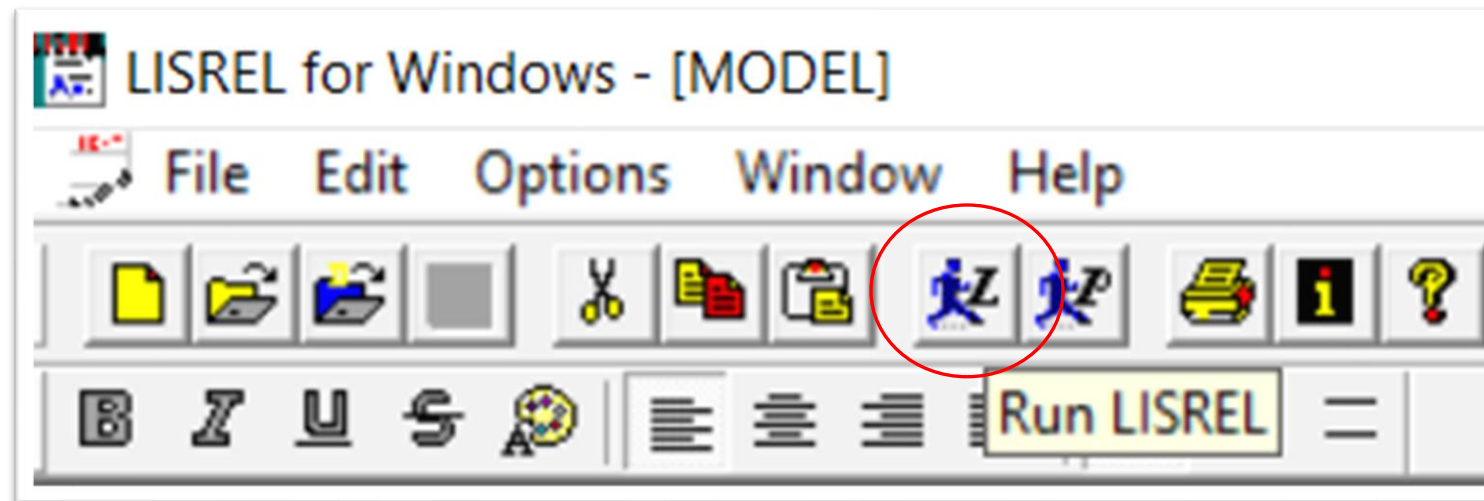 LISREL for Windows - [MODEL]
File Edit Options Window Help
L P i ?
B I U S A Run LISREL